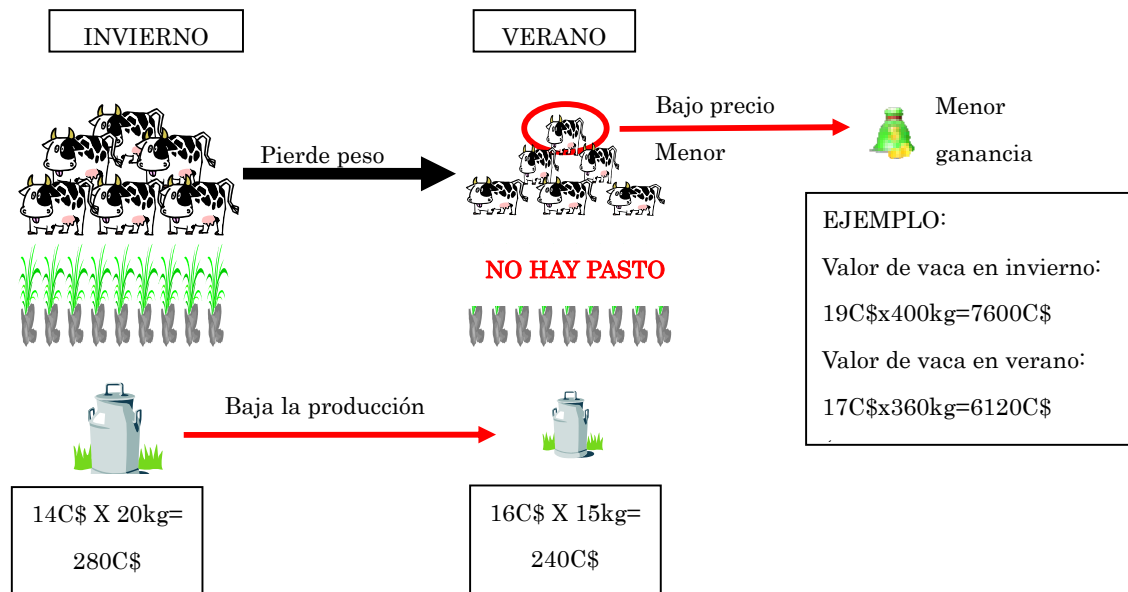 INVIERNO
VERANO
Pierde peso
Bajo precio
Menor
Menor
ganancia
NO HAY PASTO
EJEMPLO:
Valor de vaca en invierno:
19C$x400kg=7600C$
Valor de vaca en verano:
17C$x360kg=6120C$
Baja la producción
14C$ X 20kg=
280C$
16C$ X 15kg=
240C$